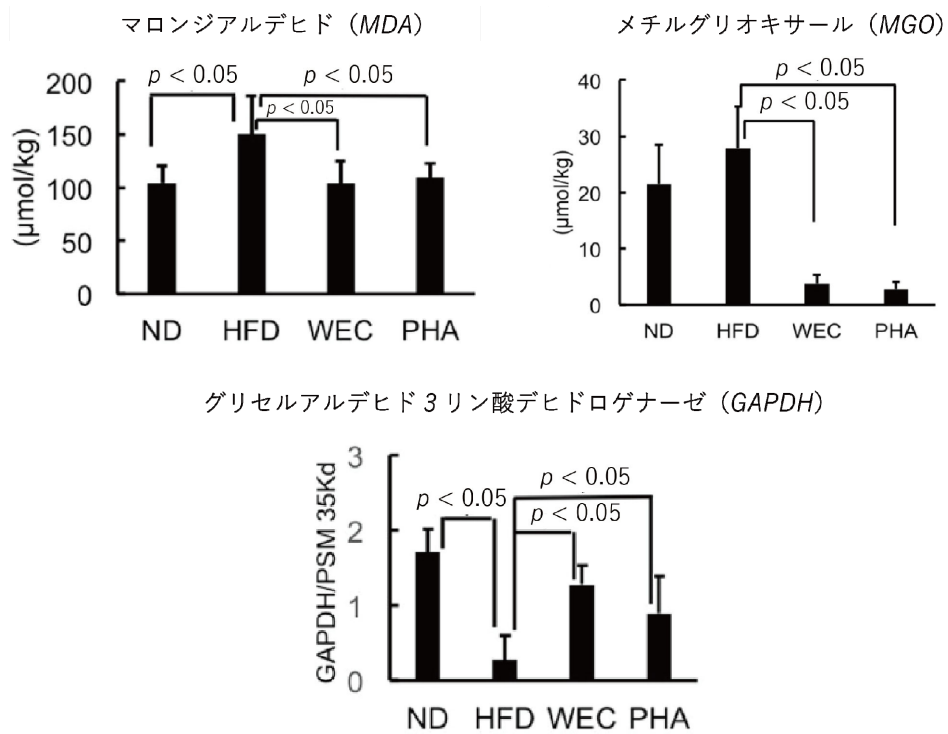 マロンジアルデヒド（MDA）
p < 0.05
p < 0.05
p < 0.05
200
150
100
50
0
(μmol/kg)
ND HFD WEC PHA
メチルグリオキサール（MGO）
p < 0.05
p < 0.05
40
30
20
10
0
(μmol/kg)
ND HFD WEC PHA
グリセルアルデヒド 3 リン酸デヒドロゲナーゼ（GAPDH）
p < 0.05
p < 0.05
p < 0.05
3
2
1
0
GAPDH/PSM 35Kd
ND HFD WEC PHA